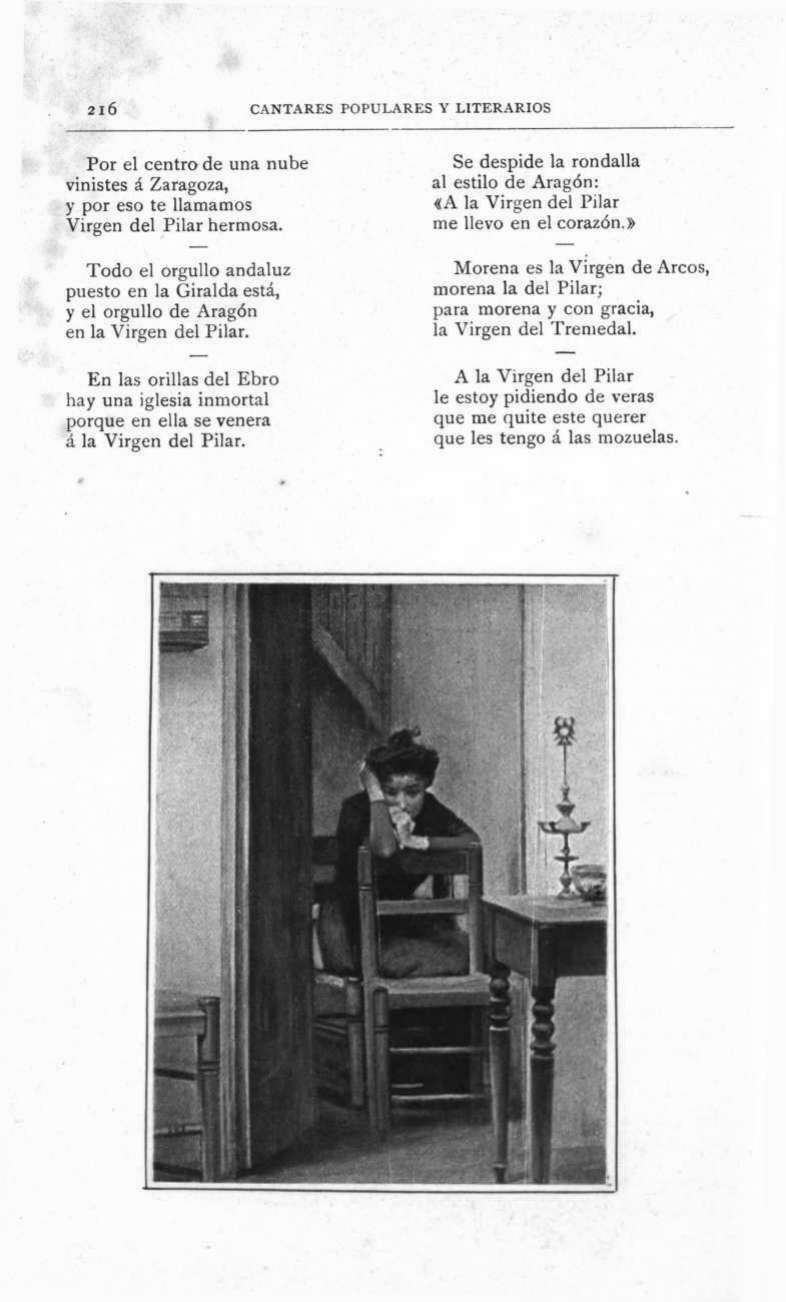 216
CANTARES POPULARES Y LITERARIOS
Por el centro de una nube
vinistes á Zaragoza,
y por eso te llamamos
Virgen del Pilar hermosa.
—
Todo el orgullo andaluz
puesto en la Giralda está,
y el orgullo de Aragón
en la Virgen del Pilar.
—
En las orillas del Ebro
hay una iglesia inmortal
porque en ella se venera
á la Virgen del Pilar.
Se despide la rondalla
al estilo de Aragón:
«A la Virgen del Pilar
me llevo en el corazón.»
—
Morena es la Virgen de Arcos,
morena la del Pilar;
para morena y con gracia,
la Virgen del Tremedal.
—
A la Virgen del Pilar
le estoy pidiendo de veras
que me quite este querer
que les tengo á las mozuelas.